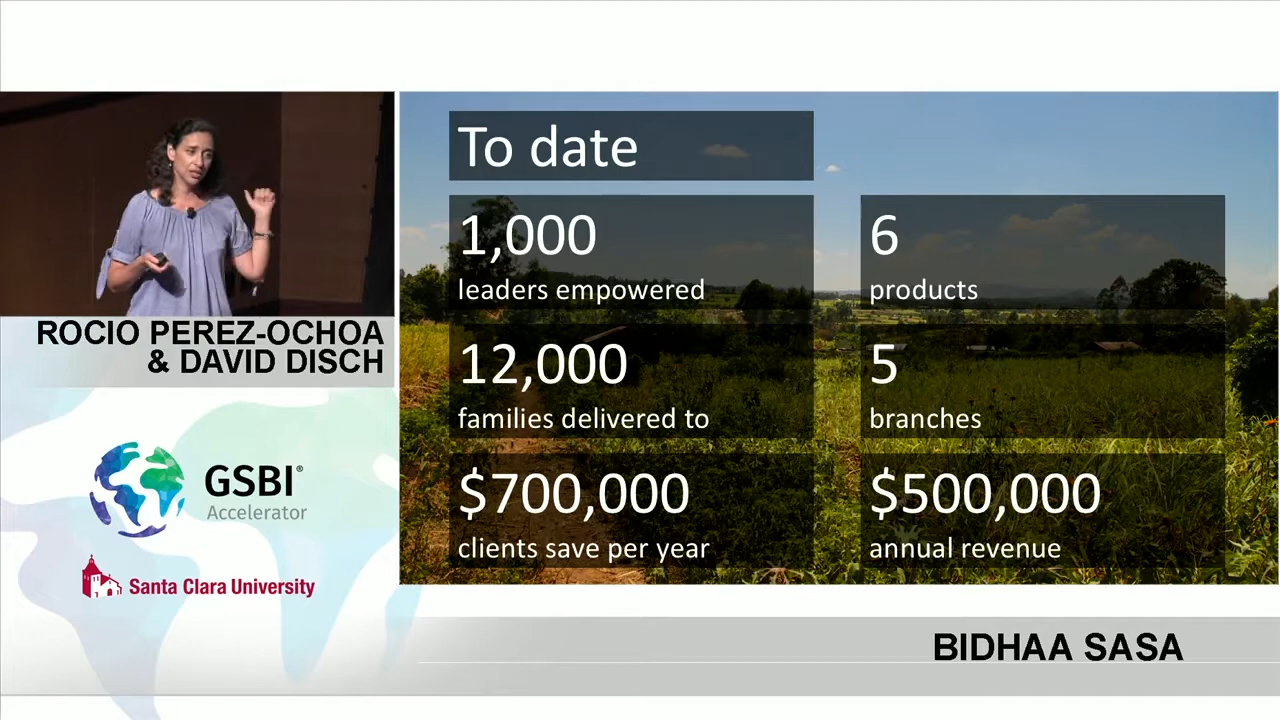 To date
1,000
leaders empowered
6
products
12,000
families delivered to
5
branches
$700,000
clients save per year
$500,000
annual revenue
ROCIO PEREZ-OCHOA
& DAVID DISCH
GSBI®
Accelerator
Santa Clara University
BIDHAA SASA